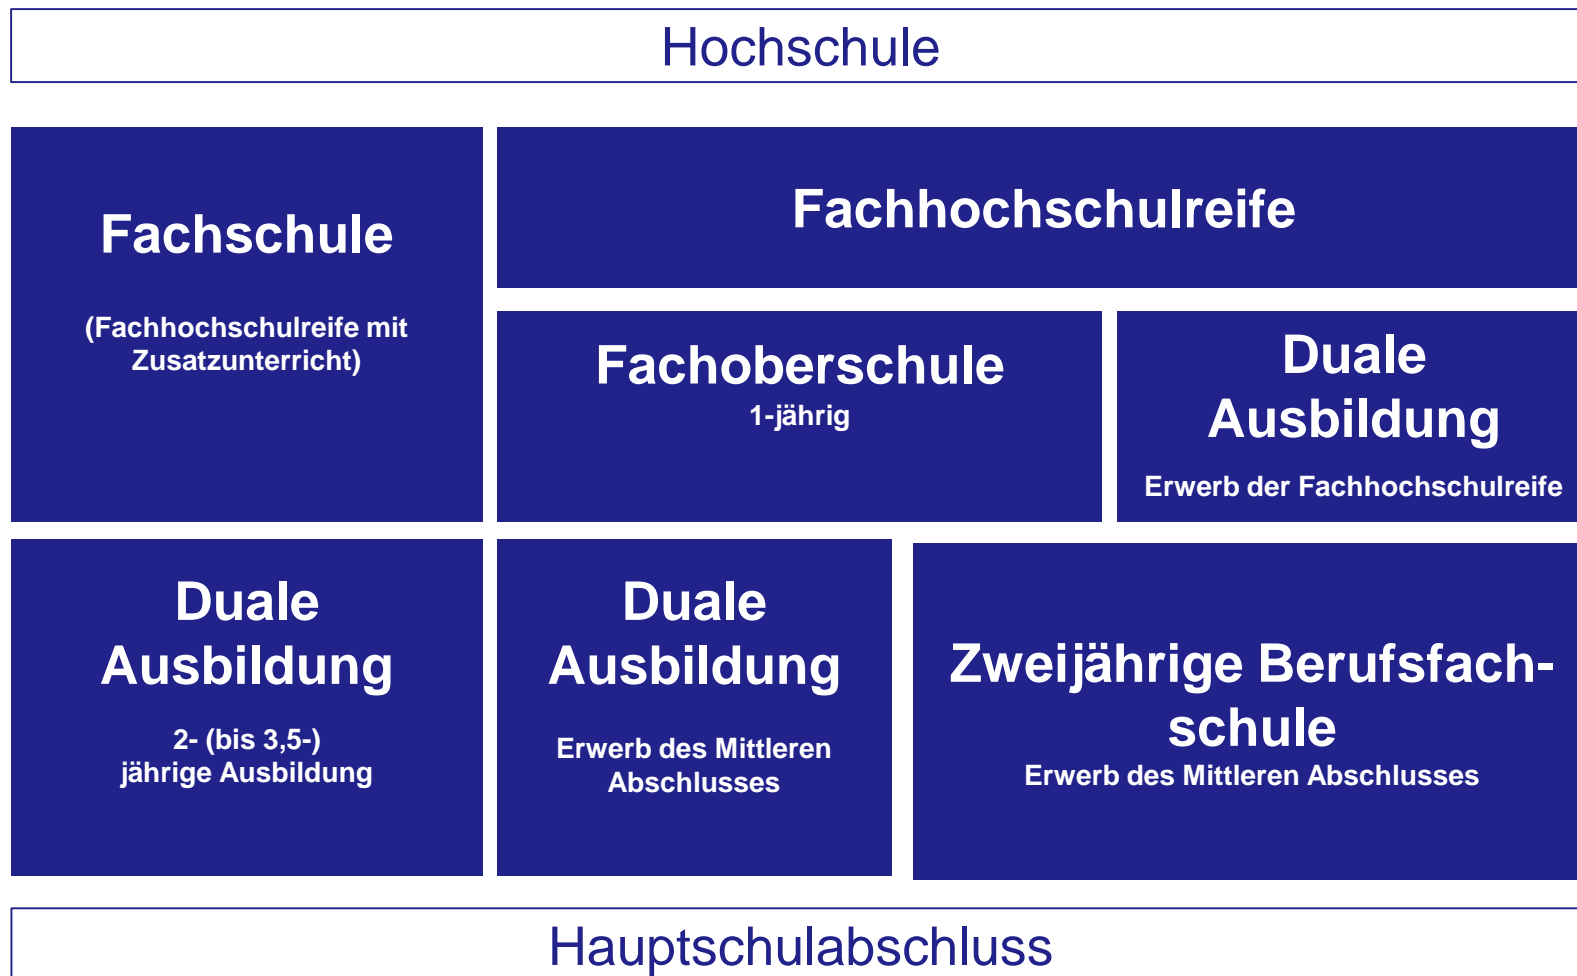 Hochschule
Fachschule
(Fachhochschulreife mit
Zusatzunterricht)
Fachhochschulreife
Fachoberschule
1-jährig
Duale
Ausbildung
Erwerb der Fachhochschulreife
Duale
Ausbildung
2- (bis 3,5-)
jährige Ausbildung
Duale
Ausbildung
Erwerb des Mittleren
Abschlusses
Zweijährige Berufsfach-
schule
Erwerb des Mittleren Abschlusses
Hauptschulabschluss